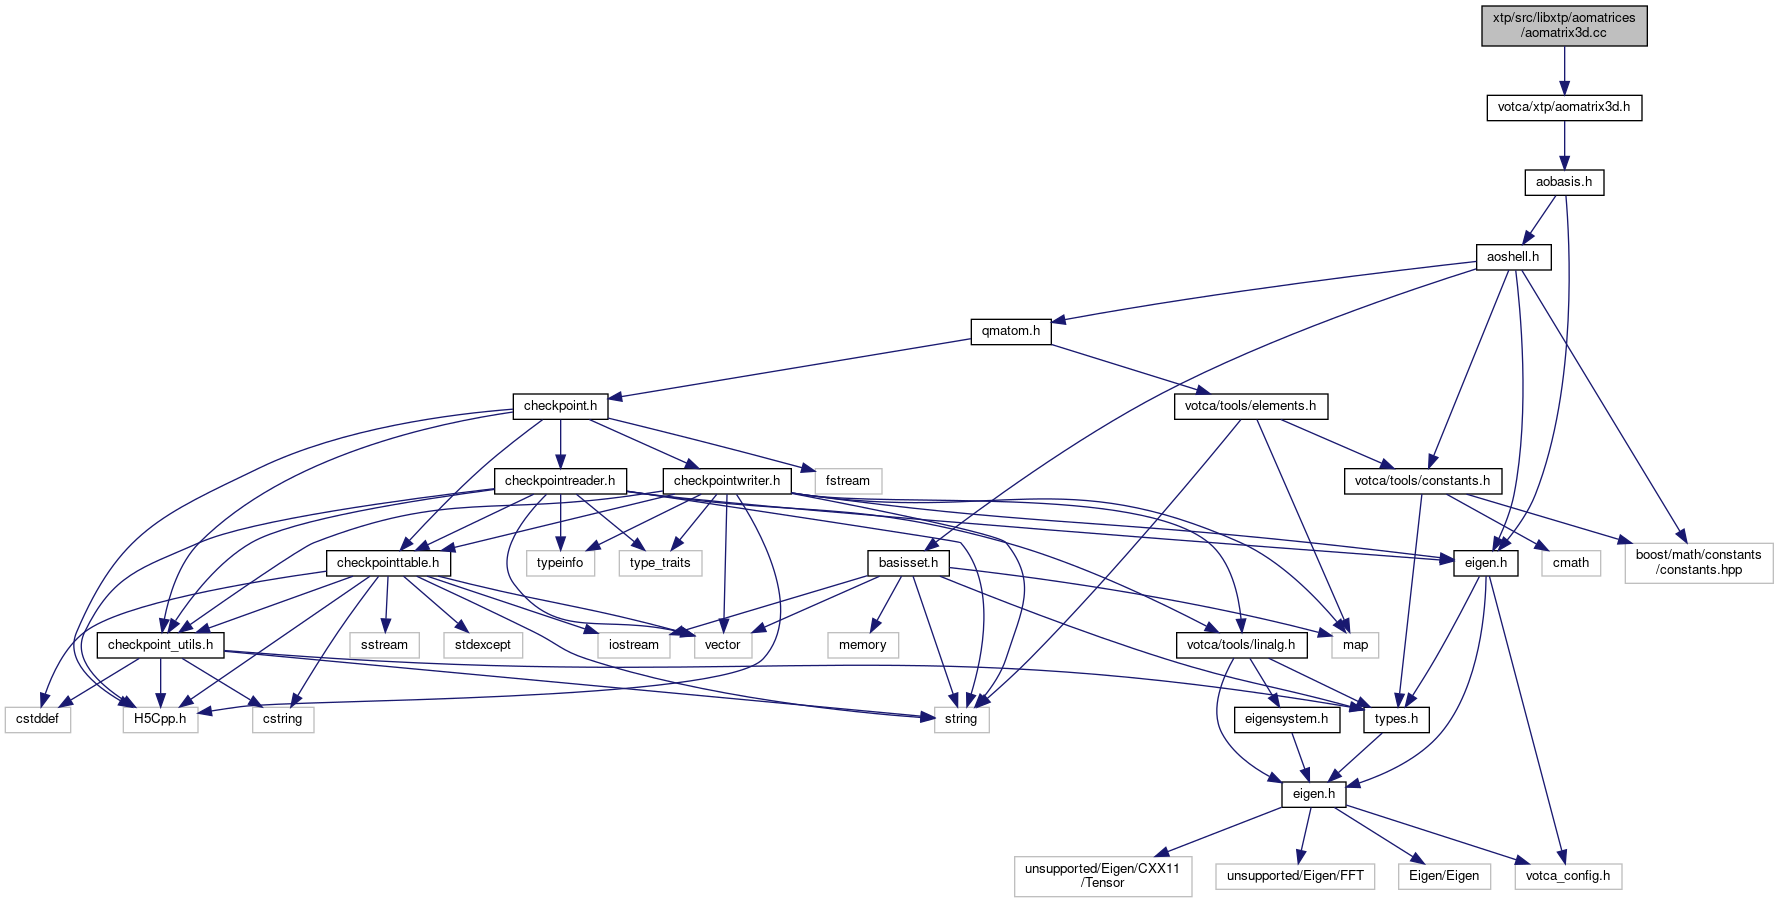 xtp/src/libxtp/aomatrices
/aomatrix3d.cc
votca/xtp/aomatrix3d.h
aobasis.h
aoshell.h
qmatom.h
checkpoint.h
votca/tools/elements.h
checkpointreader.h
checkpointwriter.h
fstream
votca/tools/constants.h
checkpointtable.h
typeinfo
type_traits
basisset.h
eigen.h
cmath
boost/math/constants
/constants.hpp
checkpoint_utils.h
sstream
stdexcept
iostream
vector
memory
votca/tools/linalg.h
map
cstddef
H5Cpp.h
cstring
string
eigensystem.h
types.h
eigen.h
unsupported/Eigen/CXX11
/Tensor
unsupported/Eigen/FFT
Eigen/Eigen
votca_config.h